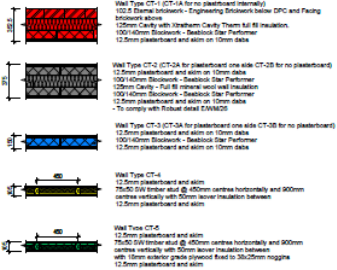 Wall Type CT-1 (CT-1A for no plasterboard internally)
102.5 Eternal brickwork - Engineering Brickwork below DPC and Facing
brickwork above
125mm Cavity with Xtratherm Cavity Therm full fill insulation.
100/140mm Blockwork - Besblock Star Performer
12.5mm plasterboard and skim on 10mm dabs
352.5
Wall Type CT-2 (CT-2A for plasterboard one side CT-2B for no plasterboard)
12.5mm plasterboard and skim on 10mm dabs
100/140mm Blockwork - Besblock Star Performer
125mm Cavity - Full fill mineral wool wall insulation
100/140mm Blockwork - Besblock Star Performer
12.5mm plasterboard and skim on 10mm dabs
- To comply with Robust detail E/WM/26
375
Wall Type CT-3 (CT-3A for plasterboard one side CT-3B for no plasterboard)
12.5mm plasterboard and skim on 10mm dabs
100/140mm Blockwork - Besblock Star Performer
12.5mm plasterboard and skim on 10mm dabs
150
Wall Type CT-4
12.5mm plasterboard and skim
75x50 SW timber stud @ 450mm centres horizontally and 900mm
centres vertically with 50mm isover insulation between
12.5mm plasterboard and skim
450
Wall Type CT-5
12.5mm plasterboard and skim
75x50 SW timber stud @ 450mm centres horizontally and 900mm
centres vertically with 50mm isover insulation between
with 18mm exterior grade plywood fixed to 38x25mm noggins
12.5mm plasterboard and skim
450